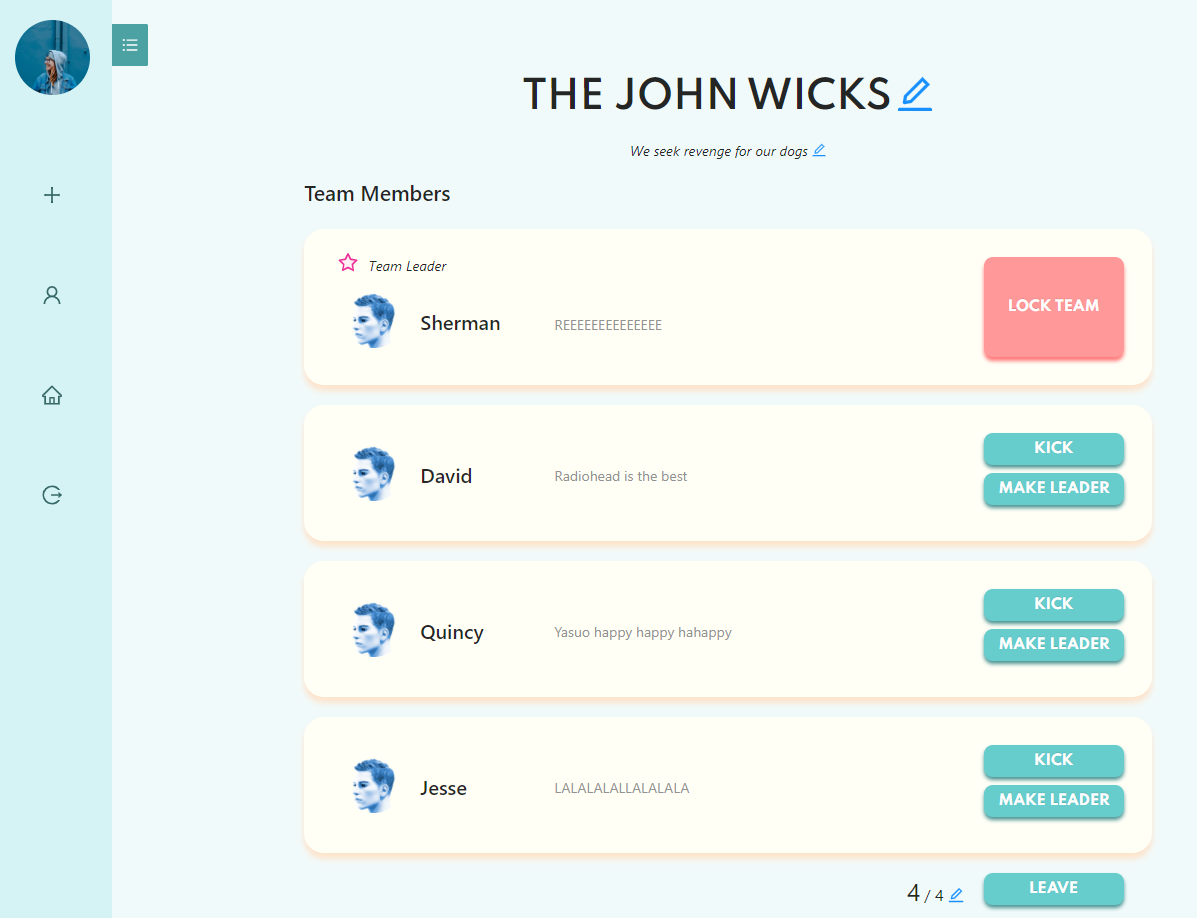 THE JOHN WICKS
We seek revenge for our dogs
Team Members
Team Leader
Sherman
REEEEEEEEEEEEEE
LOCK TEAM
David
Radiohead is the best
KICK
MAKE LEADER
Quincy
Yasuo happy happy hahappy
KICK
MAKE LEADER
Jesse
LALALALALLALALALA
KICK
MAKE LEADER
4 / 4
LEAVE